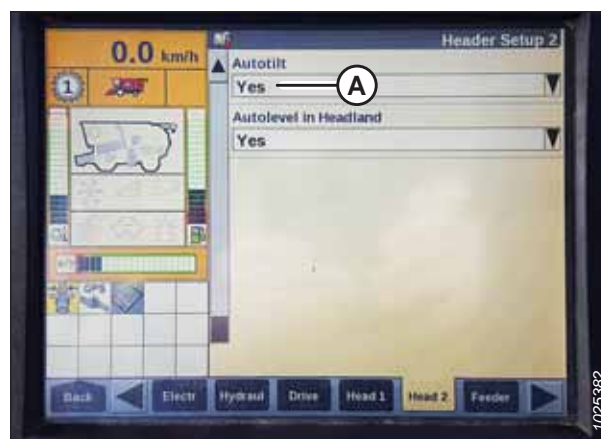 0.0 km/h
Header Setup 2
Autotilt
Yes
A
1
Autolevel in Headland
Yes
Back
Electr
Hydraul
Drive
Head 1
Head 2
Feeder
1025382